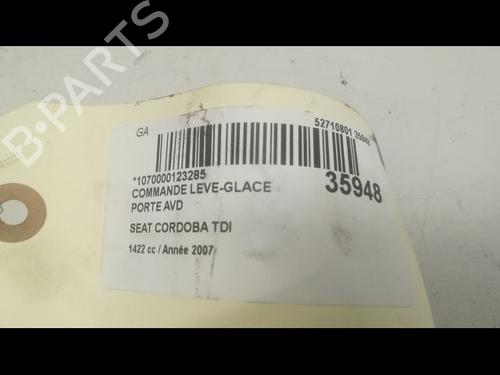 B-PARTS
GA
52710801 35948
*1070000123285
COMMANDE LEVE-GLACE
35948
PORTE AVD
SEAT CORDOBA TDI
1422 cc / Année 2007